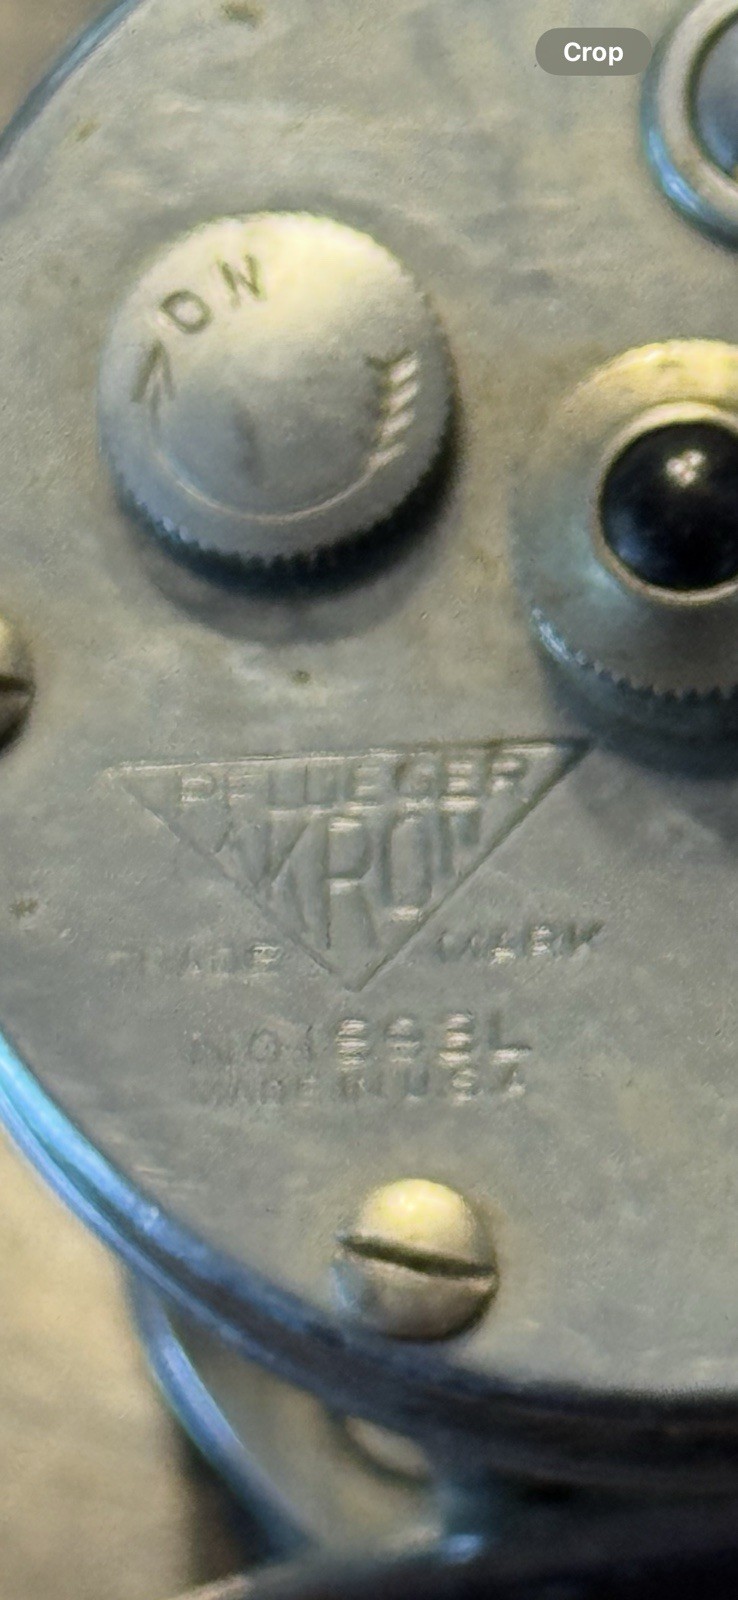 Crop
ON
PFLUEGER
AKRON
TRADE MARK
NO 1893L
MADE IN U.S.A